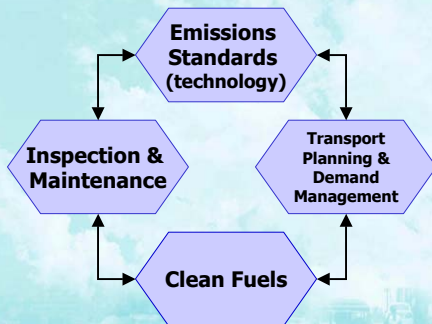 Emissions
Standards
(technology)
Inspection &
Maintenance
Transport
Planning &
Demand
Management
Clean Fuels